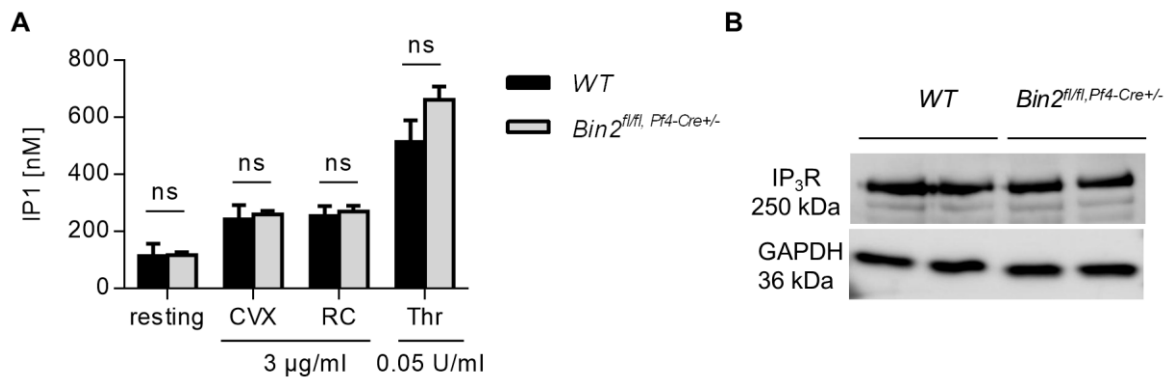 A
ns
ns
ns
ns
800
600
400
200
0
IP1 [nM]
resting
CVX
RC
Thr
3 µg/ml
0.05 U/ml
WT
Bin2fl/fl, Pf4-Cre+/-
B
WT
Bin2fl/fl,Pf4-Cre+/-
IP3R
250 kDa
GAPDH
36 kDa